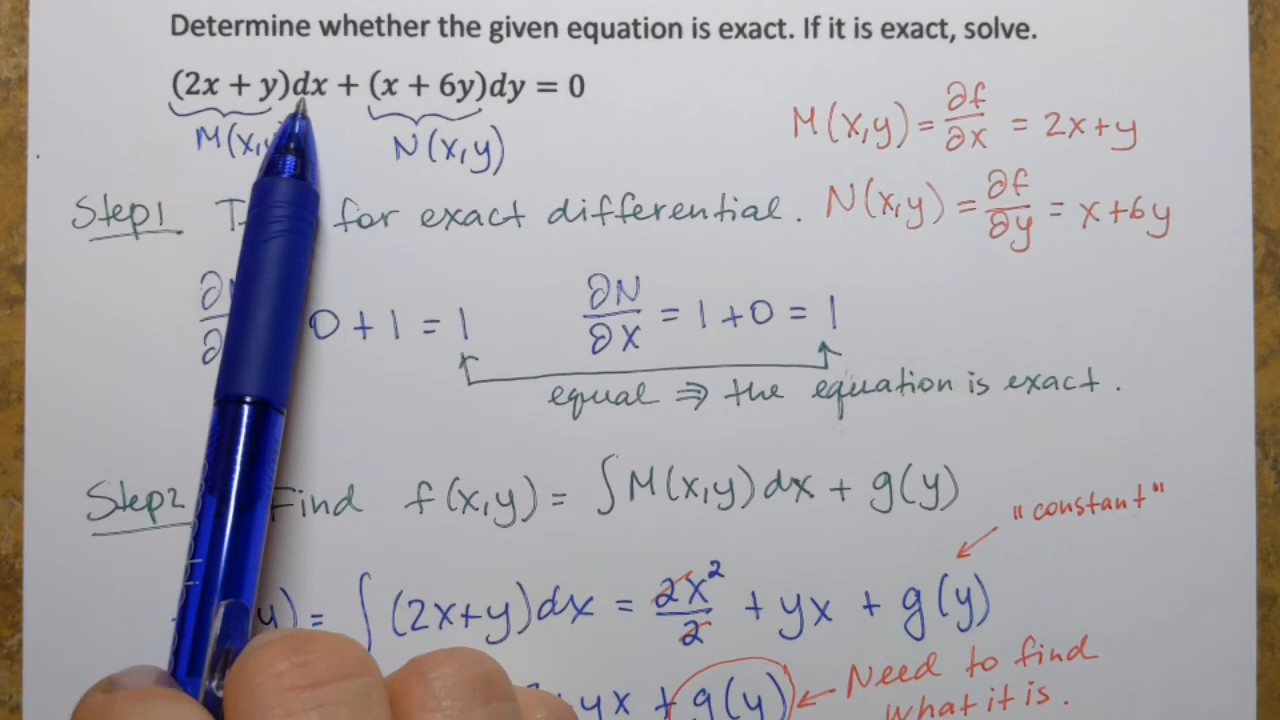 Determine whether the given equation is exact. If it is exact, solve.
(2x + y)dx + (x + 6y)dy = 0
M(x,y N(x,y)
M(x,y) = ∂f/∂x = 2x+y
Step1 for exact differential.
N(x,y) = ∂f/∂y = x+6y
0+1 = 1 ∂N/∂x = 1+0 = 1
equal ⇒ the equation is exact.
Step2 Find f(x,y) = ∫M(x,y)dx + g(y)
"constant"
y) = ∫(2x+y)dx = 2x²/2 + yx + g(y)
yx + g(y) ← Need to find
what it is.